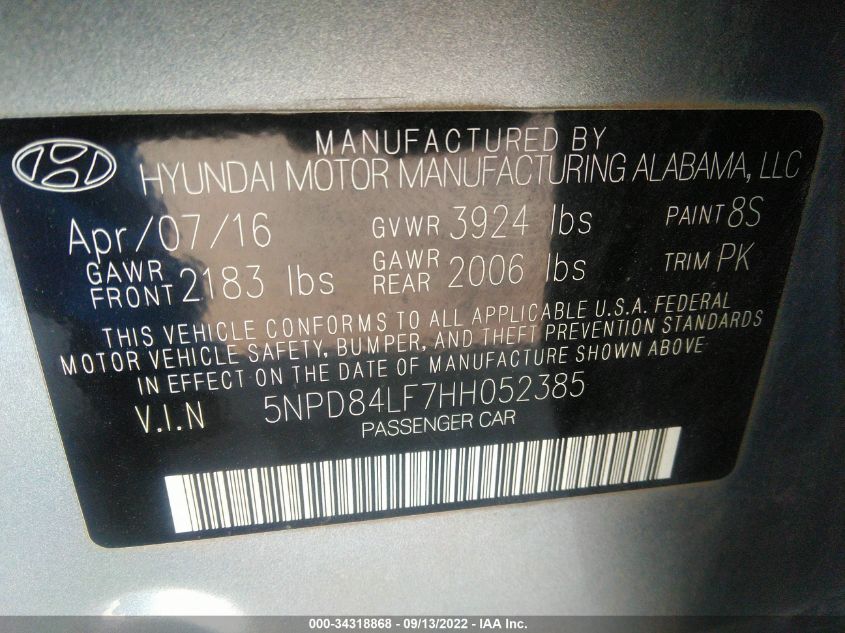 MANUFACTURED BY
HYUNDAI MOTOR MANUFACTURING ALABAMA, LLC
Apr/07/16 GVWR 3924 lbs PAINT 8S
GAWR FRONT 2183 lbs GAWR REAR 2006 lbs TRIM PK
THIS VEHICLE CONFORMS TO ALL APPLICABLE U.S.A. FEDERAL
MOTOR VEHICLE SAFETY, BUMPER, AND THEFT PREVENTION STANDARDS
IN EFFECT ON THE DATE OF MANUFACTURE SHOWN ABOVE
V.I.N 5NPD84LF7HH052385
PASSENGER CAR
000-34318868 - 09/13/2022 - IAA Inc.